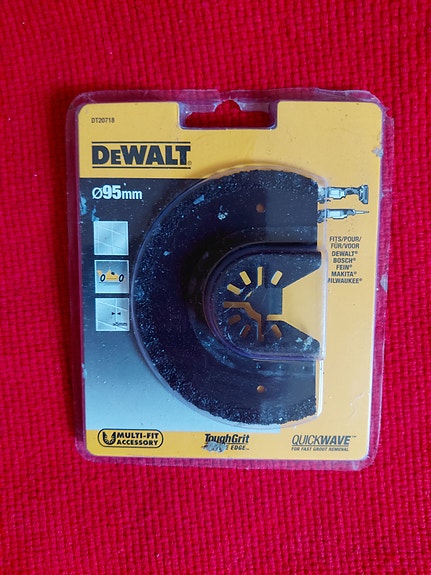 DT20718
DEWALT®
Ø95mm
FITS/POUR/
FÜR/VOOR
DEWALT®
BOSCH®
FEIN®
MAKITA®
MILWAUKEE®
MULTI-FIT
ACCESSORY
ToughGrit
EDGE
QUICKWAVE™
FOR FAST GROUT REMOVAL